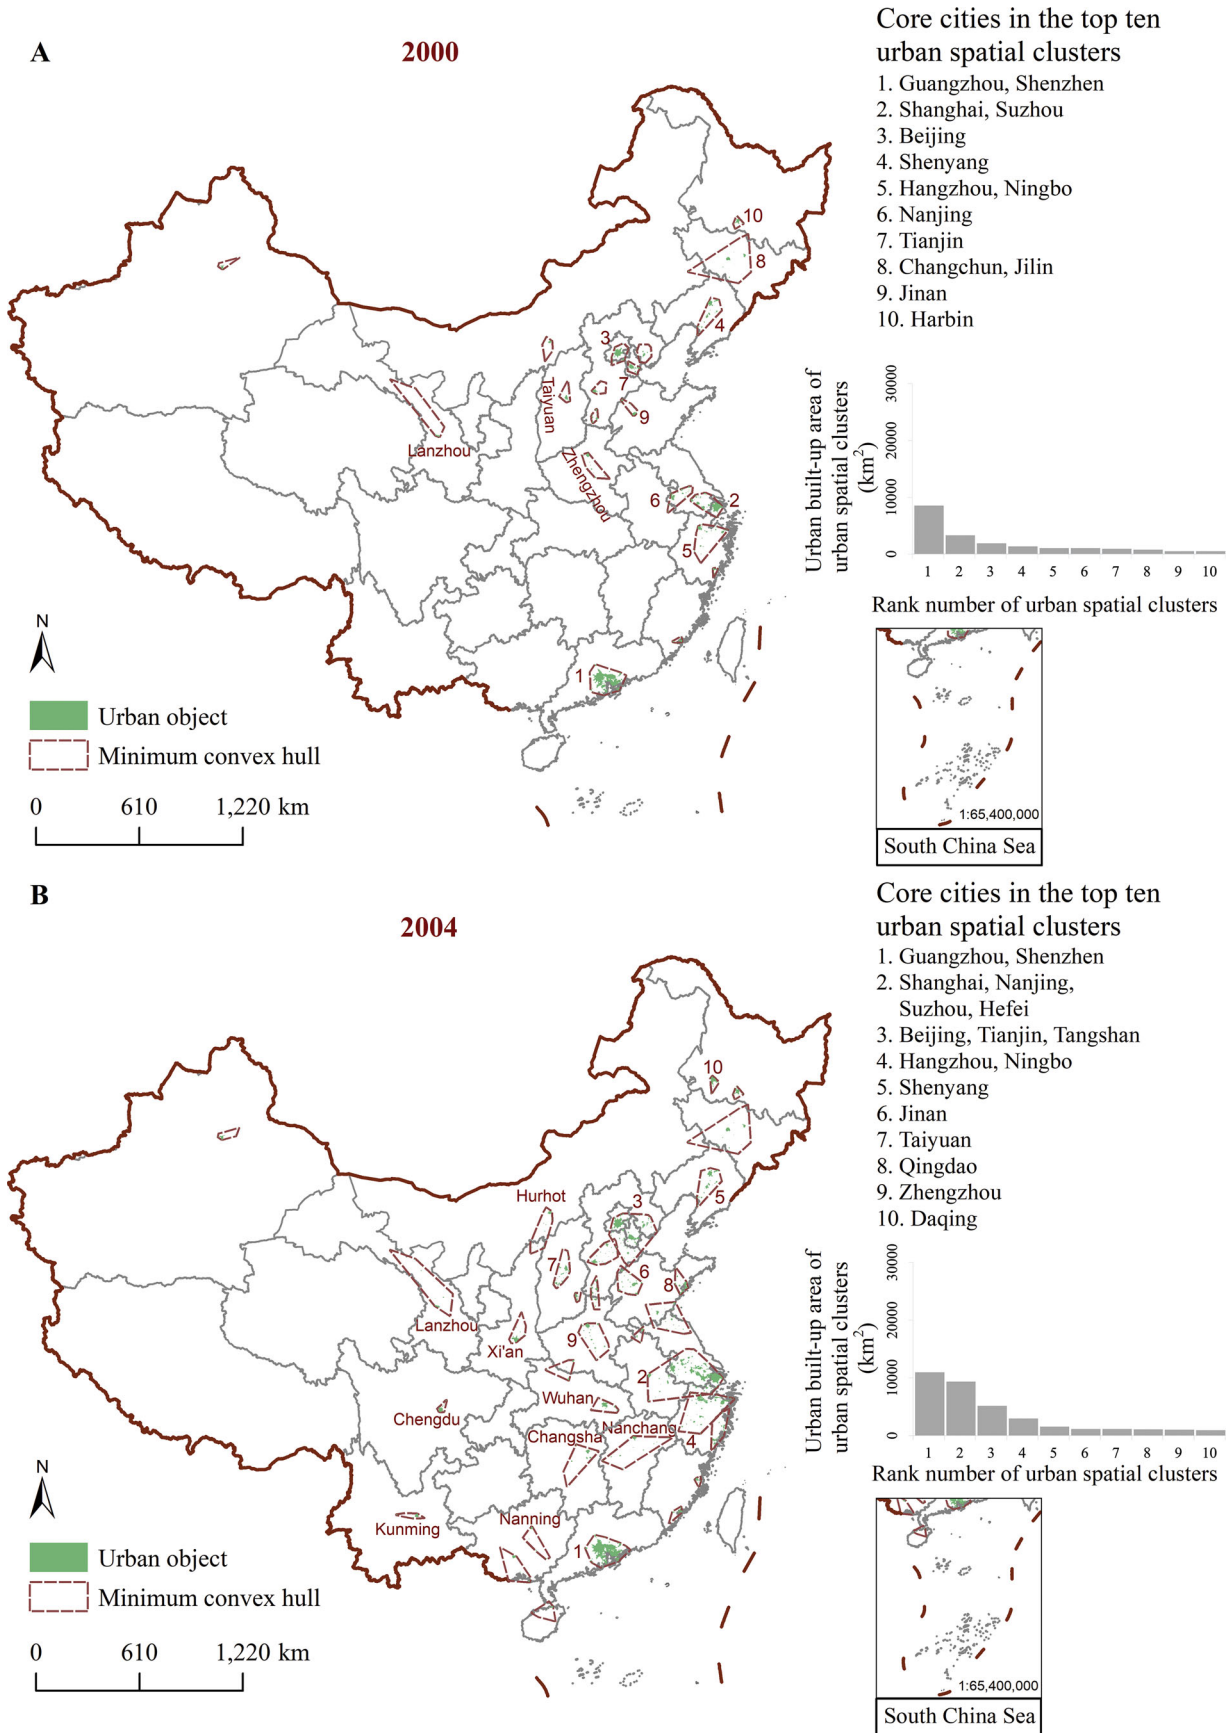 A
2000
Core cities in the top ten
urban spatial clusters
1. Guangzhou, Shenzhen
2. Shanghai, Suzhou
3. Beijing
4. Shenyang
5. Hangzhou, Ningbo
6. Nanjing
7. Tianjin
8. Changchun, Jilin
9. Jinan
10. Harbin
10
8
4
3
7
Taiyuan
9
Lanzhou
Zhengzhou
6
2
5
1
Urban built-up area of
urban spatial clusters
(km²)
30000
20000
10000
0
1 2 3 4 5 6 7 8 9 10
Rank number of urban spatial clusters
N
Urban object
Minimum convex hull
0 610 1,220 km
1:65,400,000
South China Sea
B
2004
Core cities in the top ten
urban spatial clusters
1. Guangzhou, Shenzhen
2. Shanghai, Nanjing,
Suzhou, Hefei
3. Beijing, Tianjin, Tangshan
4. Hangzhou, Ningbo
5. Shenyang
6. Jinan
7. Taiyuan
8. Qingdao
9. Zhengzhou
10. Daqing
10
Hurhot
3
5
7
6
8
Lanzhou
Xi'an
9
2
Wuhan
Chengdu
Nanchang
Changsha
4
Kunming
Nanning
1
Urban built-up area of
urban spatial clusters
(km²)
30000
20000
10000
0
1 2 3 4 5 6 7 8 9 10
Rank number of urban spatial clusters
N
Urban object
Minimum convex hull
0 610 1,220 km
1:65,400,000
South China Sea